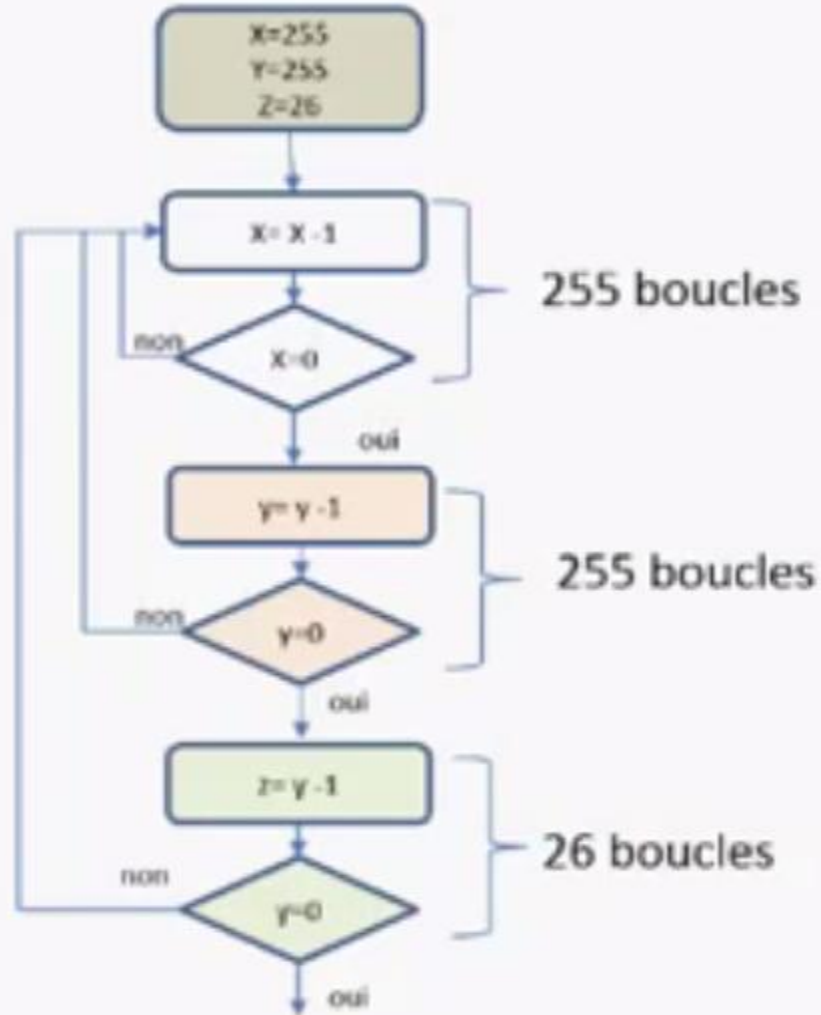 X=255
Y=255
Z=26
X= X -1
255 boucles
non
X=0
oui
y= y -1
255 boucles
non
y=0
oui
z= y -1
26 boucles
non
y=0
oui